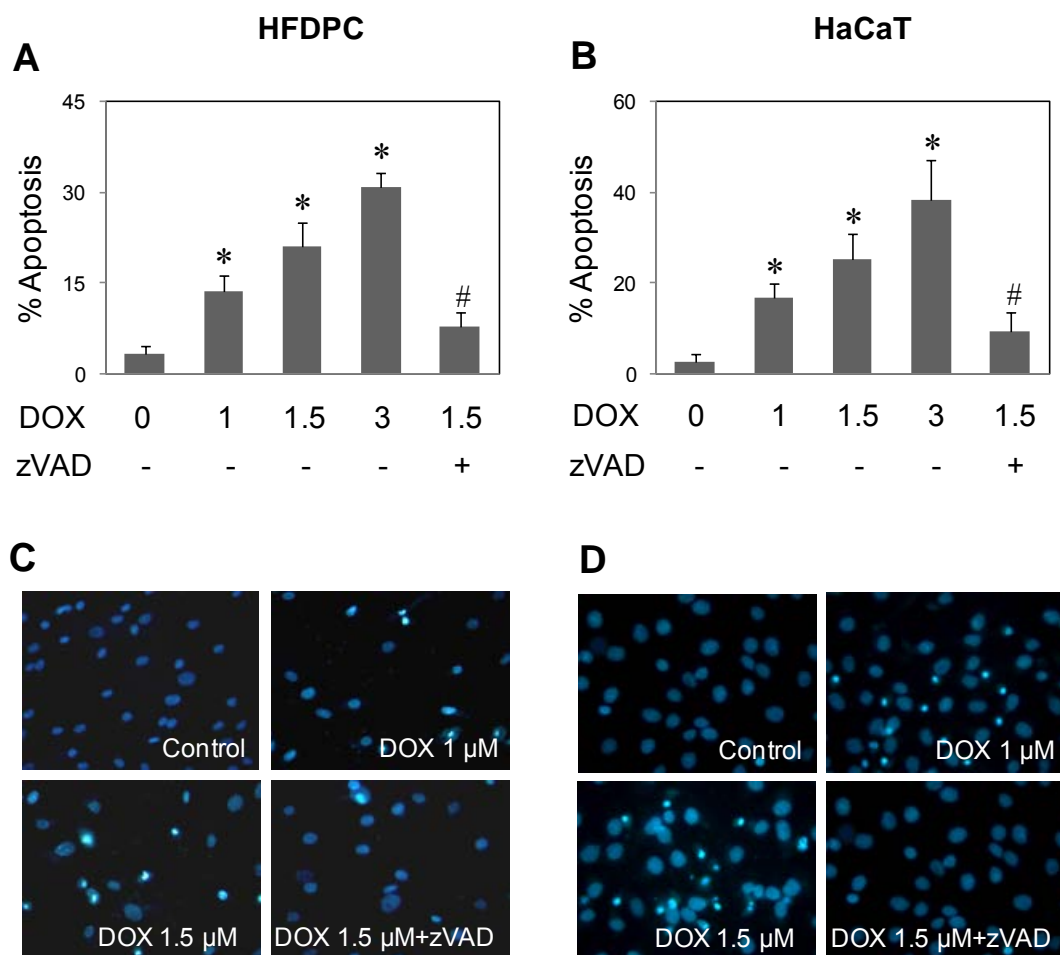 HFDPC
A
% Apoptosis
45
30
15
0
* * *
#
DOX 0 1 1.5 3 1.5
zVAD - - - - +
HaCaT
B
% Apoptosis
60
40
20
0
* * *
#
DOX 0 1 1.5 3 1.5
zVAD - - - - +
C
Control
DOX 1 µM
DOX 1.5 µM
DOX 1.5 µM+zVAD
D
Control
DOX 1 µM
DOX 1.5 µM
DOX 1.5 µM+zVAD